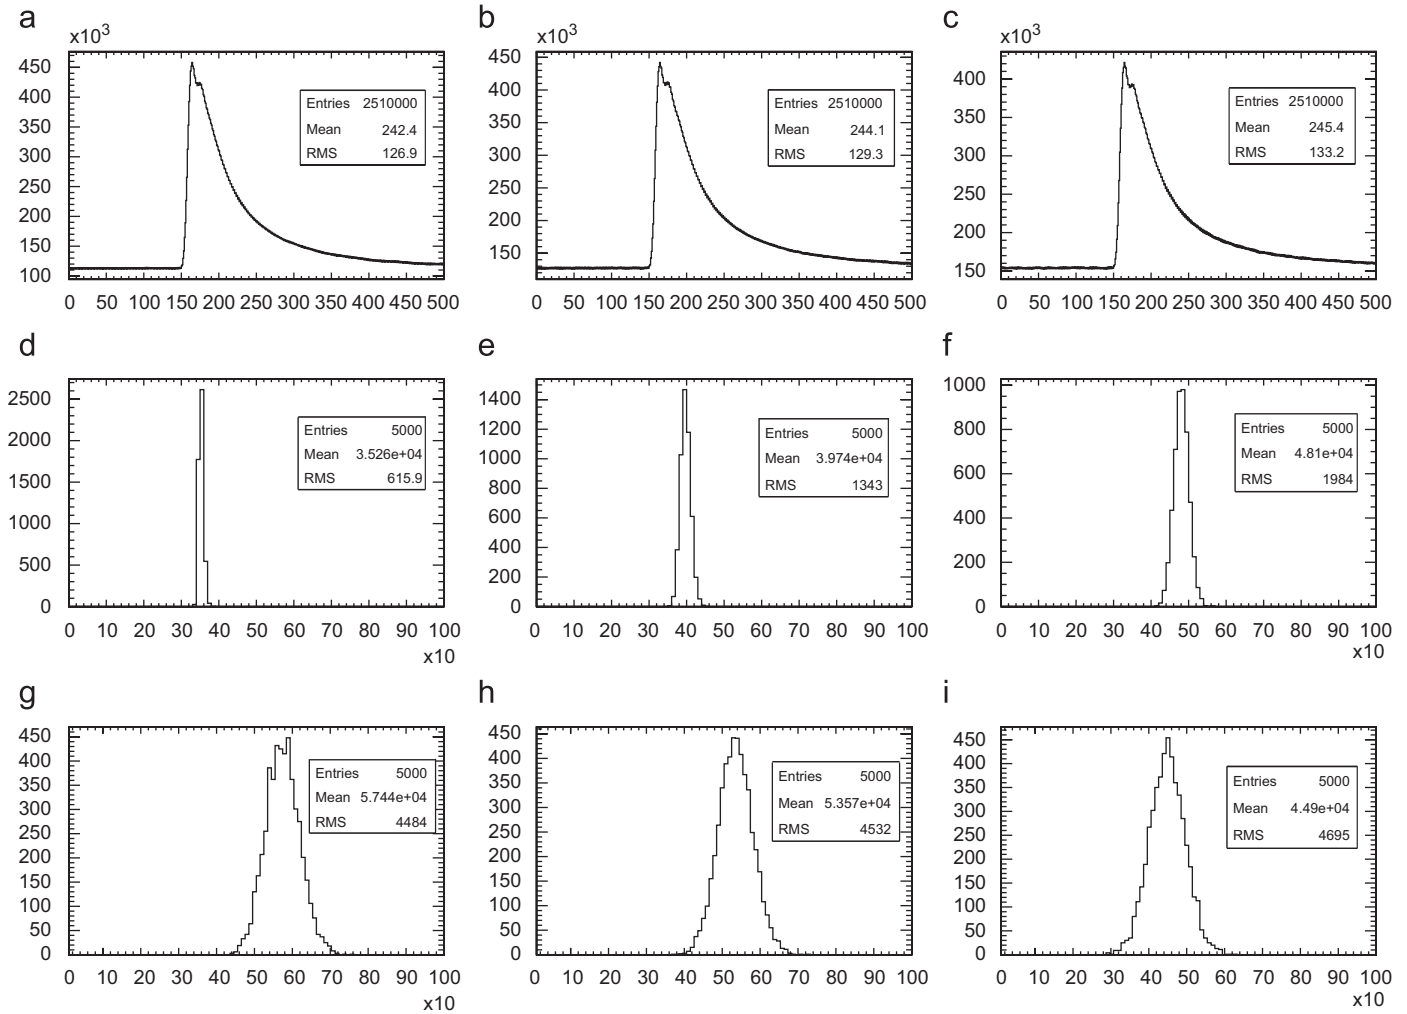 a
×10³
450
400
350
300
250
200
150
100
Entries 2510000
Mean 242.4
RMS 126.9
0 50 100 150 200 250 300 350 400 450 500
b
×10³
450
400
350
300
250
200
150
Entries 2510000
Mean 244.1
RMS 129.3
0 50 100 150 200 250 300 350 400 450 500
c
×10³
400
350
300
250
200
150
Entries 2510000
Mean 245.4
RMS 133.2
0 50 100 150 200 250 300 350 400 450 500
d
2500
2000
1500
1000
500
0
Entries 5000
Mean 3.526e+04
RMS 615.9
0 10 20 30 40 50 60 70 80 90 100
x10
e
1400
1200
1000
800
600
400
200
0
Entries 5000
Mean 3.974e+04
RMS 1343
0 10 20 30 40 50 60 70 80 90 100
x10
f
1000
800
600
400
200
0
Entries 5000
Mean 4.81e+04
RMS 1984
0 10 20 30 40 50 60 70 80 90 100
x10
g
450
400
350
300
250
200
150
100
50
0
Entries 5000
Mean 5.744e+04
RMS 4484
0 10 20 30 40 50 60 70 80 90 100
x10
h
450
400
350
300
250
200
150
100
50
0
Entries 5000
Mean 5.357e+04
RMS 4532
0 10 20 30 40 50 60 70 80 90 100
x10
i
450
400
350
300
250
200
150
100
50
0
Entries 5000
Mean 4.49e+04
RMS 4695
0 10 20 30 40 50 60 70 80 90 100
x10